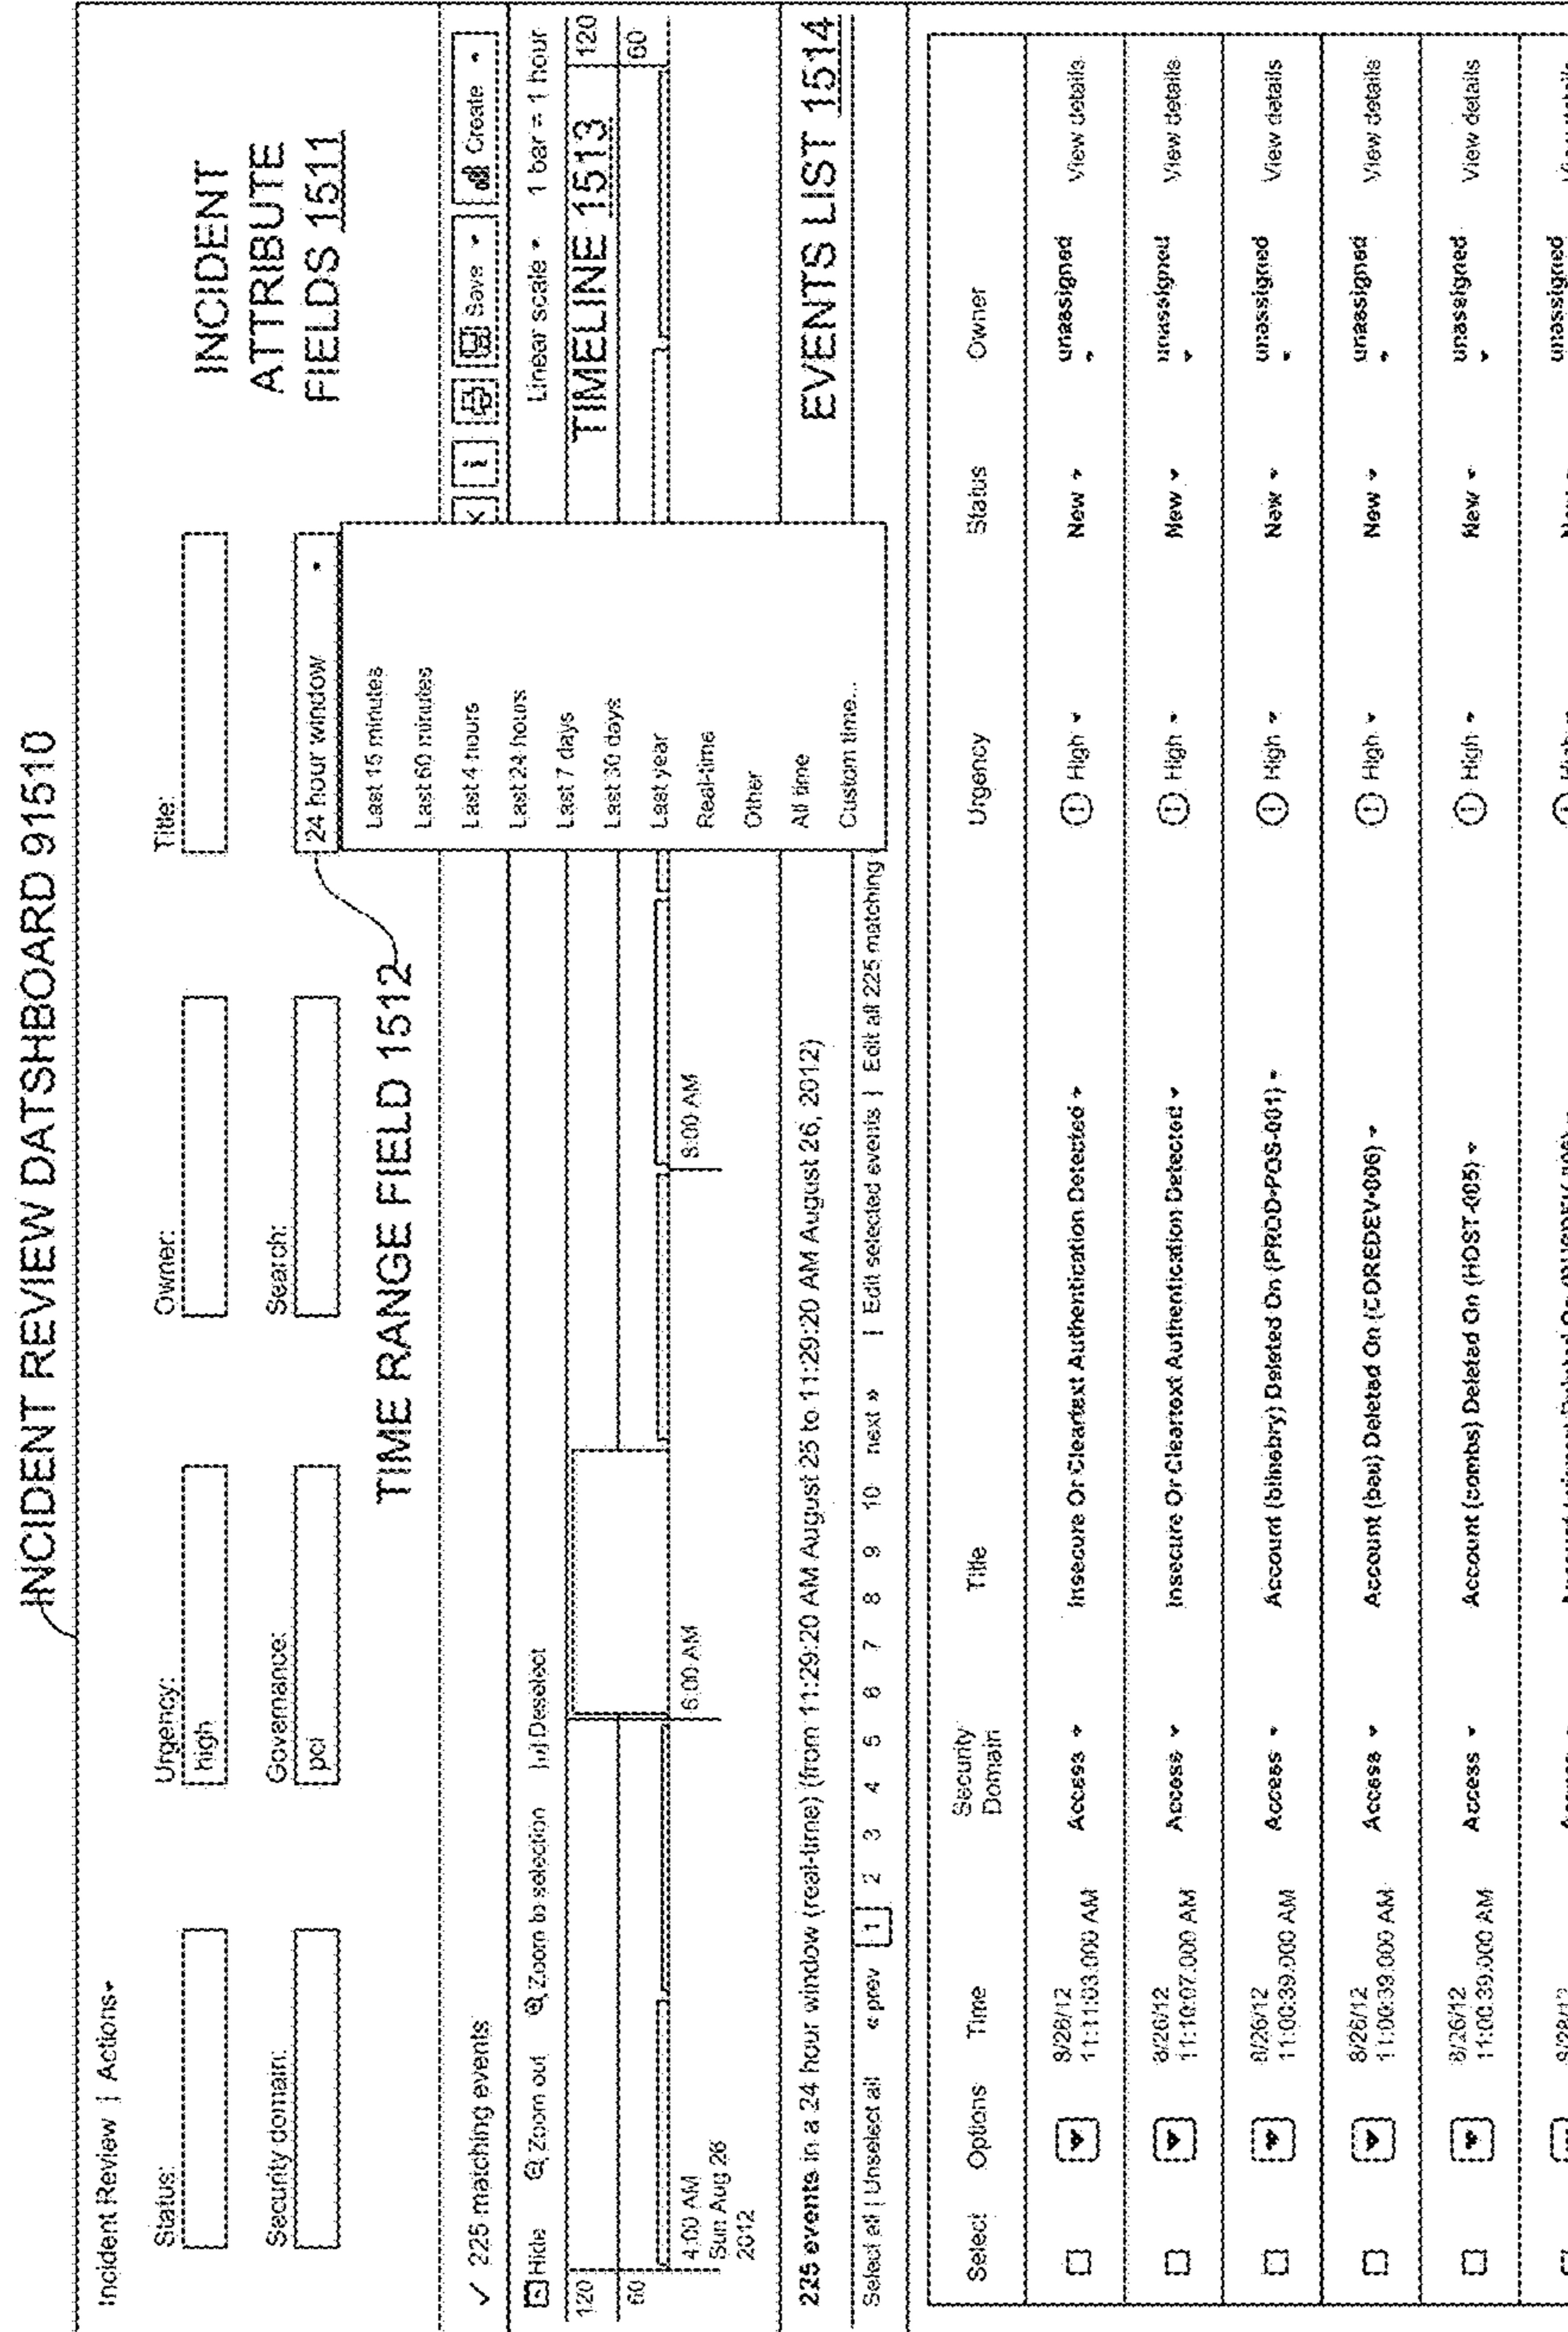 INCIDENT REVIEW DATSHBOARD 91510
Incident Review | Actions
Status:
Urgency:
high
Owner:
Title:
INCIDENT
ATTRIBUTE
FIELDS 1511
Security domain:
Governance:
pci
Search:
24 hour window
TIME RANGE FIELD 1512
Last 15 minutes
Last 60 minutes
Last 4 hours
Last 24 hours
Last 7 days
Last 30 days
Last year
Real-time
Other
All time
Custom time...
✓ 225 matching events
X i Save Create
Hide Zoom out Zoom to selection Deselect
Linear scale 1 bar = 1 hour
TIMELINE 1513
120 120
60 60
4:00 AM
Sun Aug 26
2012
6:00 AM
8:00 AM
225 events in a 24 hour window (real-time) (from 11:29:20 AM August 25 to 11:29:20 AM August 26, 2012)
EVENTS LIST 1514
Select all | Unselect all « prev 1 2 3 4 5 6 7 8 9 10 next » | Edit selected events | Edit all 225 matching
Select Options Time Security Domain Title Urgency Status Owner
8/26/12
11:11:03.000 AM Access Insecure Or Cleartext Authentication Detected High New unassigned View details
8/26/12
11:10:07.000 AM Access Insecure Or Cleartext Authentication Detected High New unassigned View details
8/26/12
11:00:39.000 AM Access Account (blinebry) Deleted On (PROD-POS-001) High New unassigned View details
8/26/12
11:00:39.000 AM Access Account (bau) Deleted On (COREDEV-006) High New unassigned View details
8/26/12
11:00:39.000 AM Access Account (combs) Deleted On (HOST-005) High New unassigned View details
8/26/12
unassigned